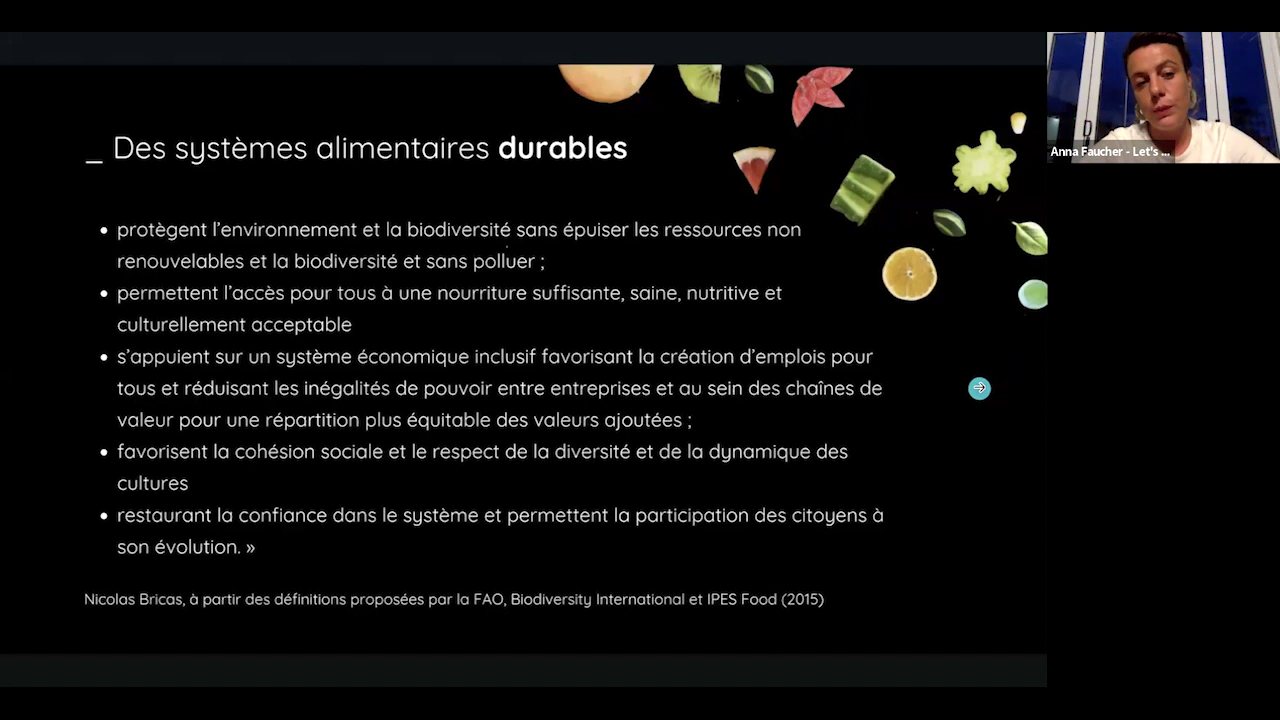 _ Des systèmes alimentaires durables
• protègent l’environnement et la biodiversité sans épuiser les ressources non
renouvelables et la biodiversité et sans polluer ;
• permettent l’accès pour tous à une nourriture suffisante, saine, nutritive et
culturellement acceptable
• s’appuient sur un système économique inclusif favorisant la création d’emplois pour
tous et réduisant les inégalités de pouvoir entre entreprises et au sein des chaînes de
valeur pour une répartition plus équitable des valeurs ajoutées ;
• favorisent la cohésion sociale et le respect de la diversité et de la dynamique des
cultures
• restaurant la confiance dans le système et permettent la participation des citoyens à
son évolution. »
Nicolas Bricas, à partir des définitions proposées par la FAO, Biodiversity International et IPES Food (2015)
Anna Faucher - Let's ...